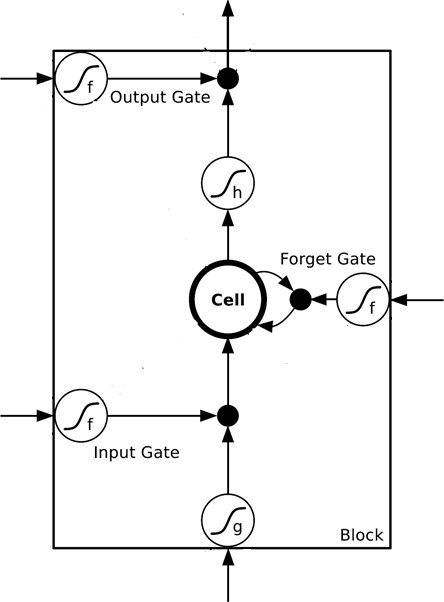 f
Output Gate
h
Forget Gate
Cell
f
f
Input Gate
g
Block